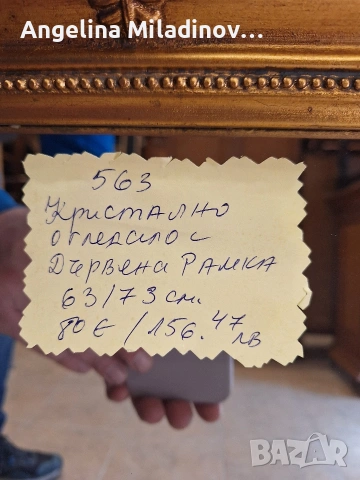 Angelina Miladinov...
563
Кристално
огледало с
Дървена Рамка
63/73 см.
80 € / 156.47 лв
BAZAR